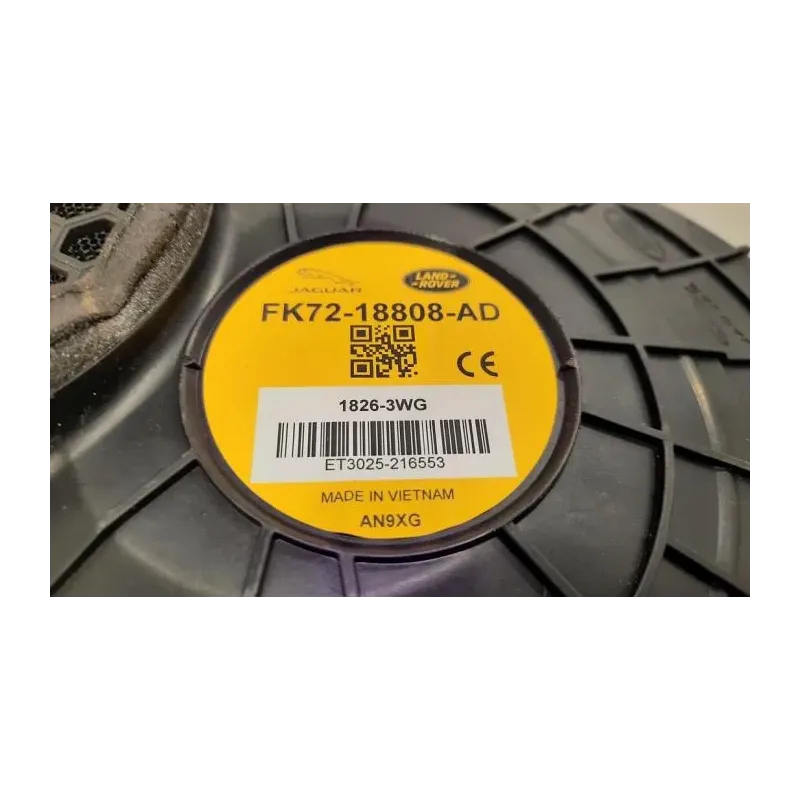 JAGUAR
LAND-
-ROVER
FK72-18808-AD
CE
1826-3WG
ET3025-216553
MADE IN VIETNAM
AN9XG